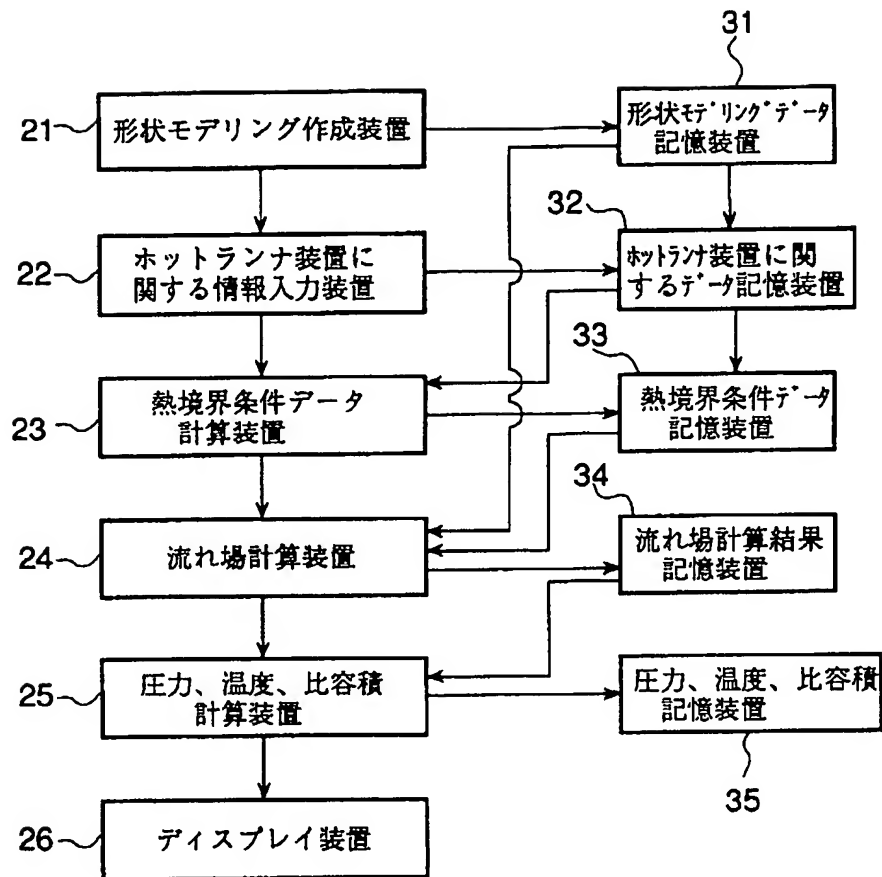 31
21
形状モデリング作成装置
形状ﾓﾃﾞﾘﾝｸﾞﾃﾞｰﾀ
記憶装置
32
22
ホットランナ装置に
関する情報入力装置
ﾎｯﾄﾗﾝﾅ装置に関
するﾃﾞｰﾀ記憶装置
33
23
熱境界条件データ
計算装置
熱境界条件ﾃﾞｰﾀ
記憶装置
34
24
流れ場計算装置
流れ場計算結果
記憶装置
25
圧力、温度、比容積
計算装置
圧力、温度、比容積
記憶装置
35
26
ディスプレイ装置